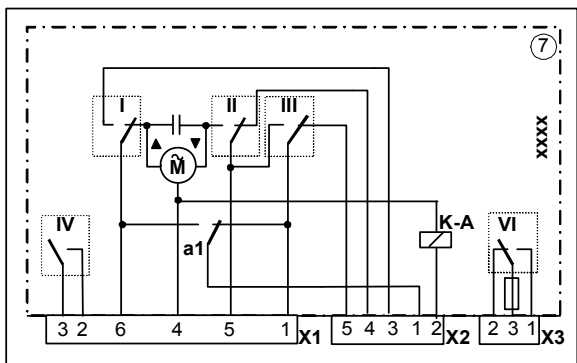 7
I II III
XXXX
M̃
IV a1 K-A VI
3 2 6 4 5 1 X1 5 4 3 1 2 X2 2 3 1 X3